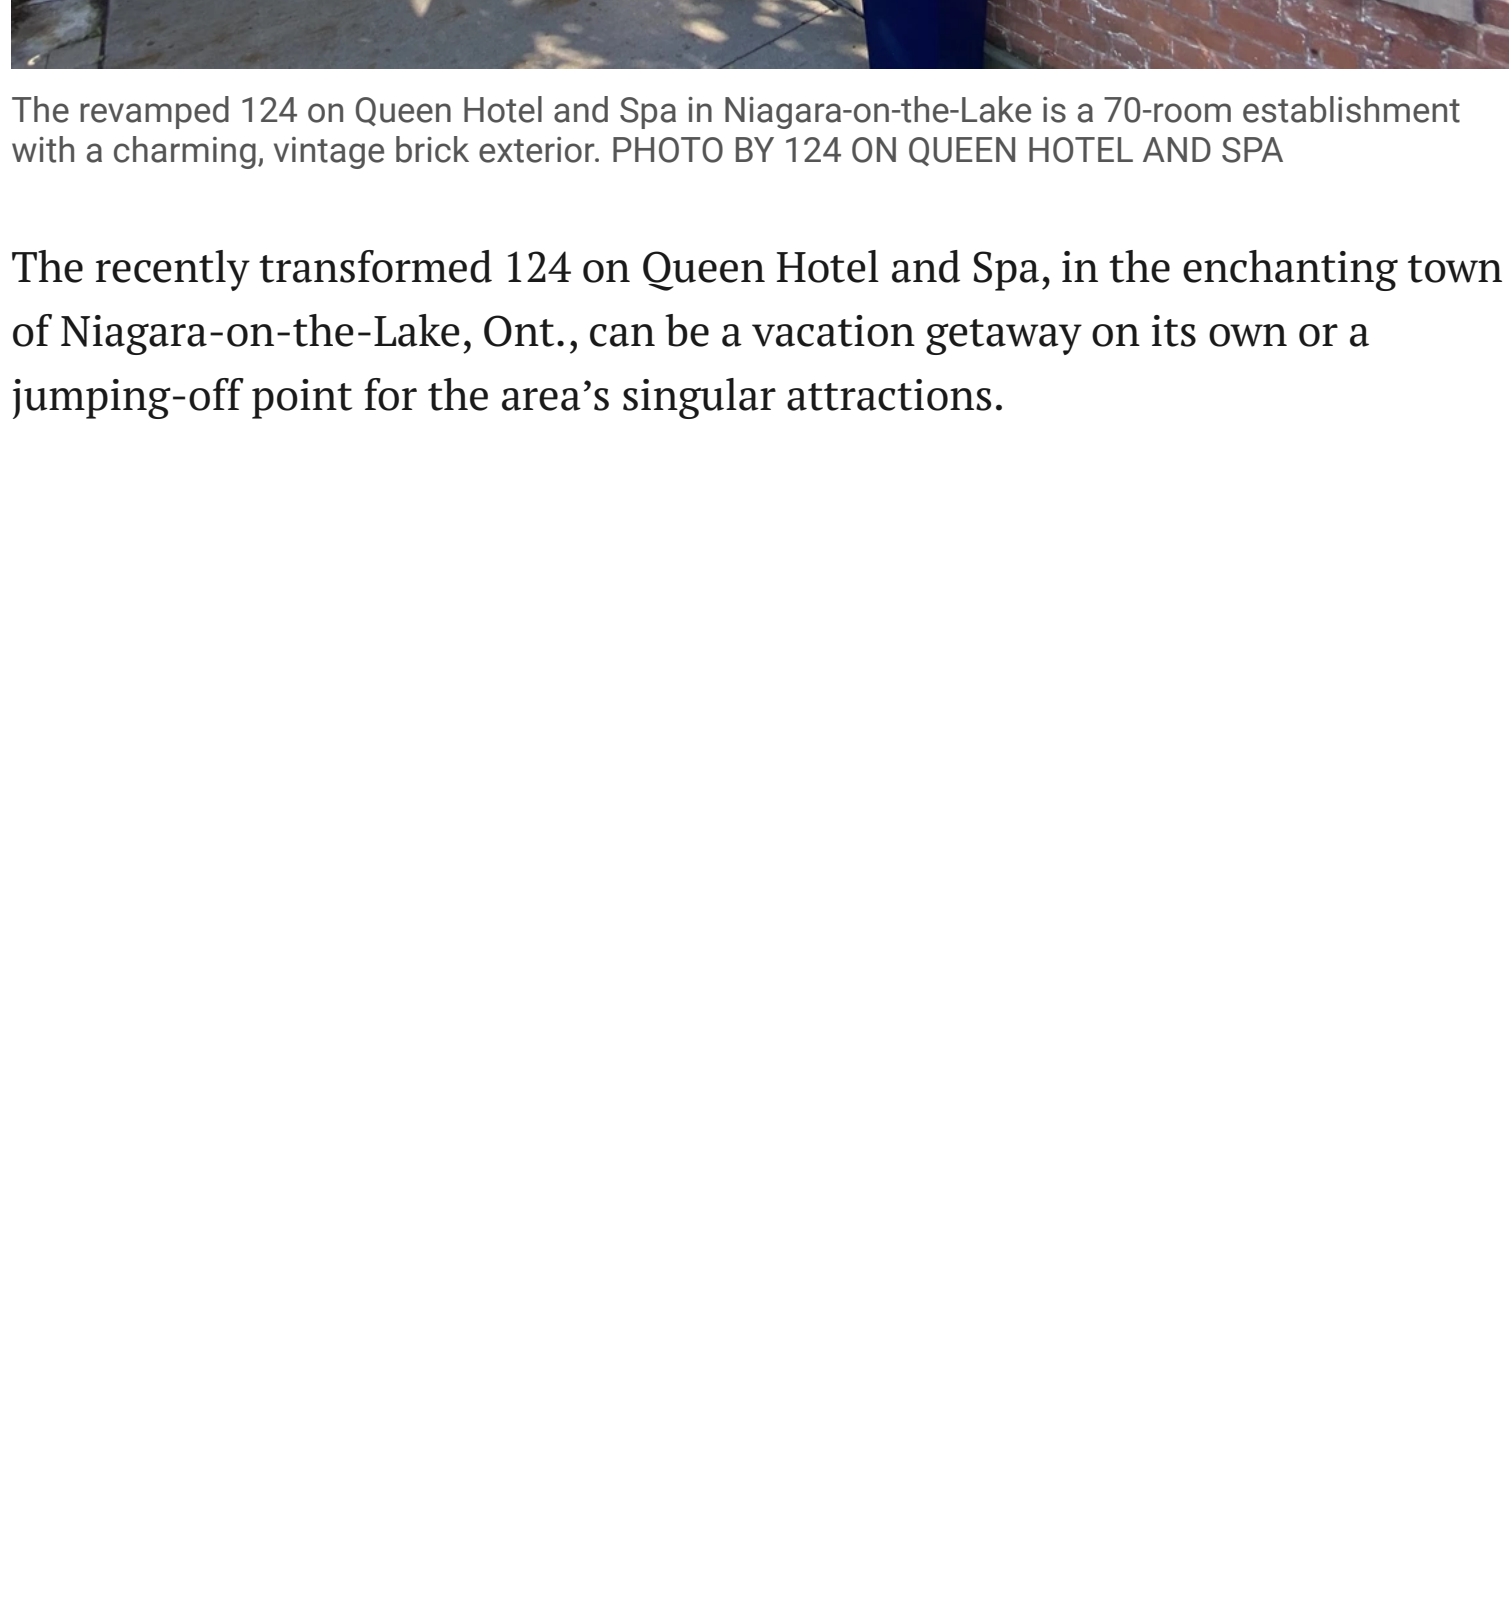 The revamped 124 on Queen Hotel and Spa in Niagara-on-the-Lake is a 70-room establishment
with a charming, vintage brick exterior. PHOTO BY 124 ON QUEEN HOTEL AND SPA
The recently transformed 124 on Queen Hotel and Spa, in the enchanting town
of Niagara-on-the-Lake, Ont., can be a vacation getaway on its own or a
jumping-off point for the area’s singular attractions.